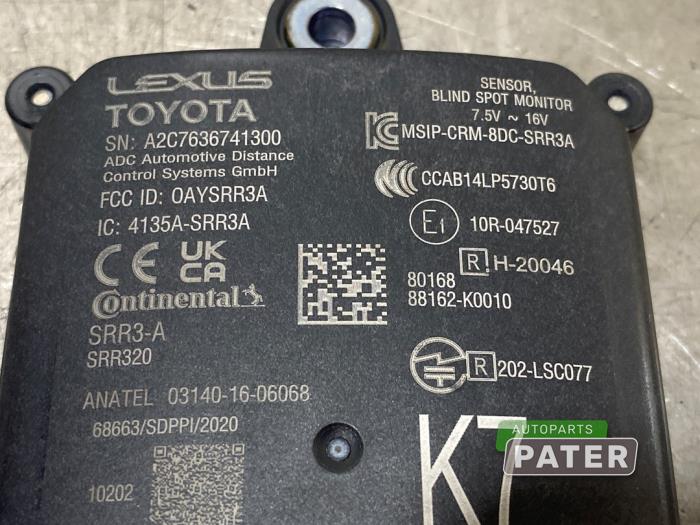 LEXUS
TOYOTA
SN: A2C7636741300
ADC Automotive Distance
Control Systems GmbH
FCC ID: OAYSRR3A
IC: 4135A-SRR3A
CE UKCA
Continental
SRR3-A
SRR320
ANATEL 03140-16-06068
68663/SDPPI/2020
10202
SENSOR,
BLIND SPOT MONITOR
7.5V ~ 16V
MSIP-CRM-8DC-SRR3A
CCAB14LP5730T6
E1 10R-047527
R H-20046
80168
88162-K0010
R 202-LSC077
K7
AUTOPARTS
PATER